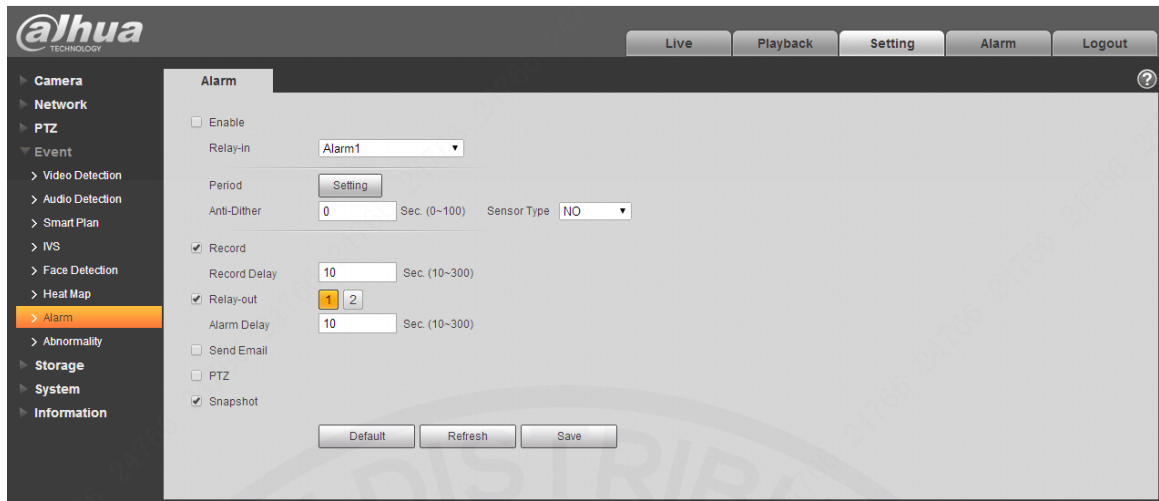 alhua
TECHNOLOGY
Live Playback Setting Alarm Logout
Camera
Network
PTZ
Event
Video Detection
Audio Detection
Smart Plan
IVS
Face Detection
Heat Map
Alarm
Abnormality
Storage
System
Information
Alarm ?
Enable
Relay-in Alarm1
Period Setting
Anti-Dither 0 Sec. (0~100) Sensor Type NO
Record
Record Delay 10 Sec. (10~300)
Relay-out 1 2
Alarm Delay 10 Sec. (10~300)
Send Email
PTZ
Snapshot
Default Refresh Save
DISTRIB